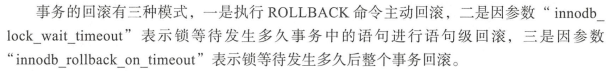 事务的回滚有三种模式，一是执行 ROLLBACK 命令主动回滚，二是因参数“innodb_
lock_wait_timeout”表示锁等待发生多久事务中的语句进行语句级回滚，三是因参数
“innodb_rollback_on_timeout”表示锁等待发生多久后整个事务回滚。